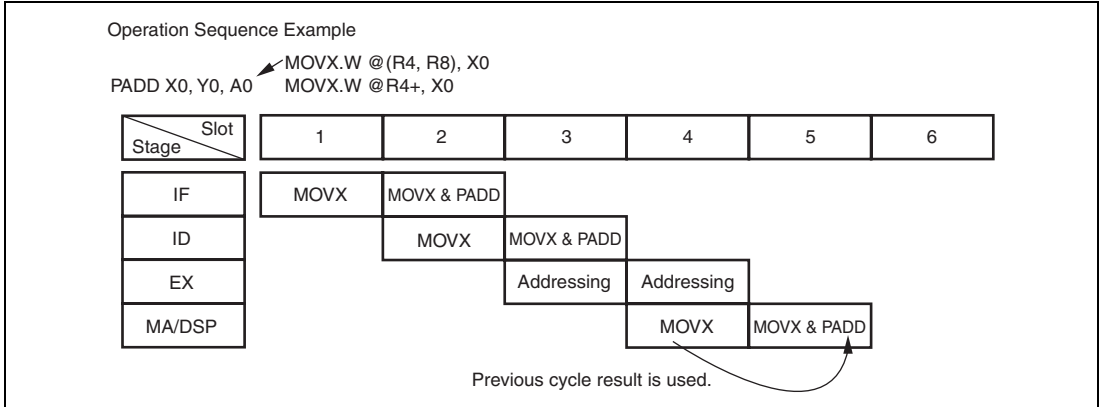 Operation Sequence Example
MOVX.W @(R4, R8), X0
PADD X0, Y0, A0 MOVX.W @R4+, X0
Slot
Stage
1 2 3 4 5 6
IF MOVX MOVX & PADD
ID MOVX MOVX & PADD
EX Addressing Addressing
MA/DSP MOVX MOVX & PADD
Previous cycle result is used.